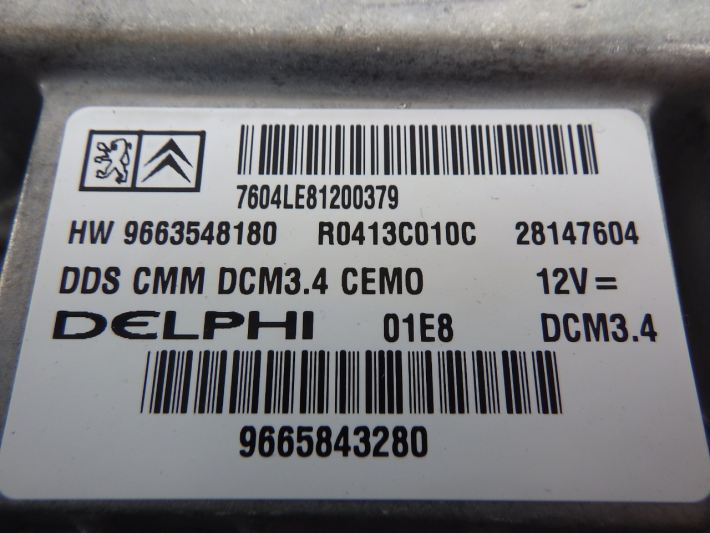 7604LE81200379
HW 9663548180 R0413C010C 28147604
DDS CMM DCM3.4 CEMO 12V=
DELPHI 01E8 DCM3.4
9665843280